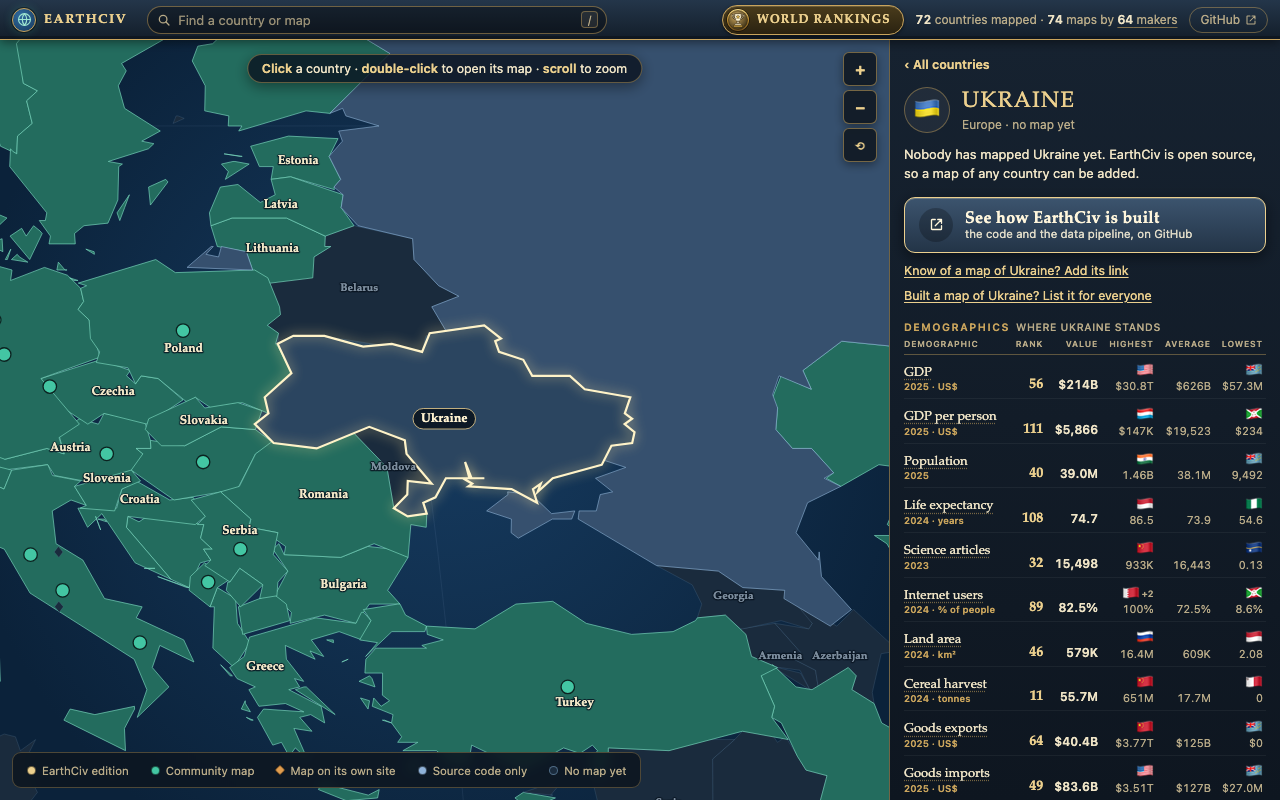 EARTHCIV
Find a country or map
/
WORLD RANKINGS
72 countries mapped · 74 maps by 64 makers
GitHub
Click a country · double-click to open its map · scroll to zoom
+
−
Estonia
Latvia
Lithuania
Belarus
Poland
Czechia
Slovakia
Ukraine
Austria
Moldova
Slovenia
Romania
Croatia
Serbia
Bulgaria
Georgia
Greece
Armenia
Azerbaijan
Turkey
EarthCiv edition
Community map
Map on its own site
Source code only
No map yet
‹ All countries
UKRAINE
Europe · no map yet
Nobody has mapped Ukraine yet. EarthCiv is open source,
so a map of any country can be added.
See how EarthCiv is built
the code and the data pipeline, on GitHub
Know of a map of Ukraine? Add its link
Built a map of Ukraine? List it for everyone
DEMOGRAPHICS WHERE UKRAINE STANDS
DEMOGRAPHIC RANK VALUE HIGHEST AVERAGE LOWEST
GDP
2025 · US$ 56 $214B $30.8T $626B $57.3M
GDP per person
2025 · US$ 111 $5,866 $147K $19,523 $234
Population
2025 40 39.0M 1.46B 38.1M 9,492
Life expectancy
2024 · years 108 74.7 86.5 73.9 54.6
Science articles
2023 32 15,498 933K 16,443 0.13
Internet users +2
2024 · % of people 89 82.5% 100% 72.5% 8.6%
Land area
2024 · km² 46 579K 16.4M 609K 2.08
Cereal harvest
2024 · tonnes 11 55.7M 651M 17.7M 0
Goods exports
2025 · US$ 64 $40.4B $3.77T $125B $0
Goods imports
2025 · US$ 49 $83.6B $3.51T $127B $27.0M